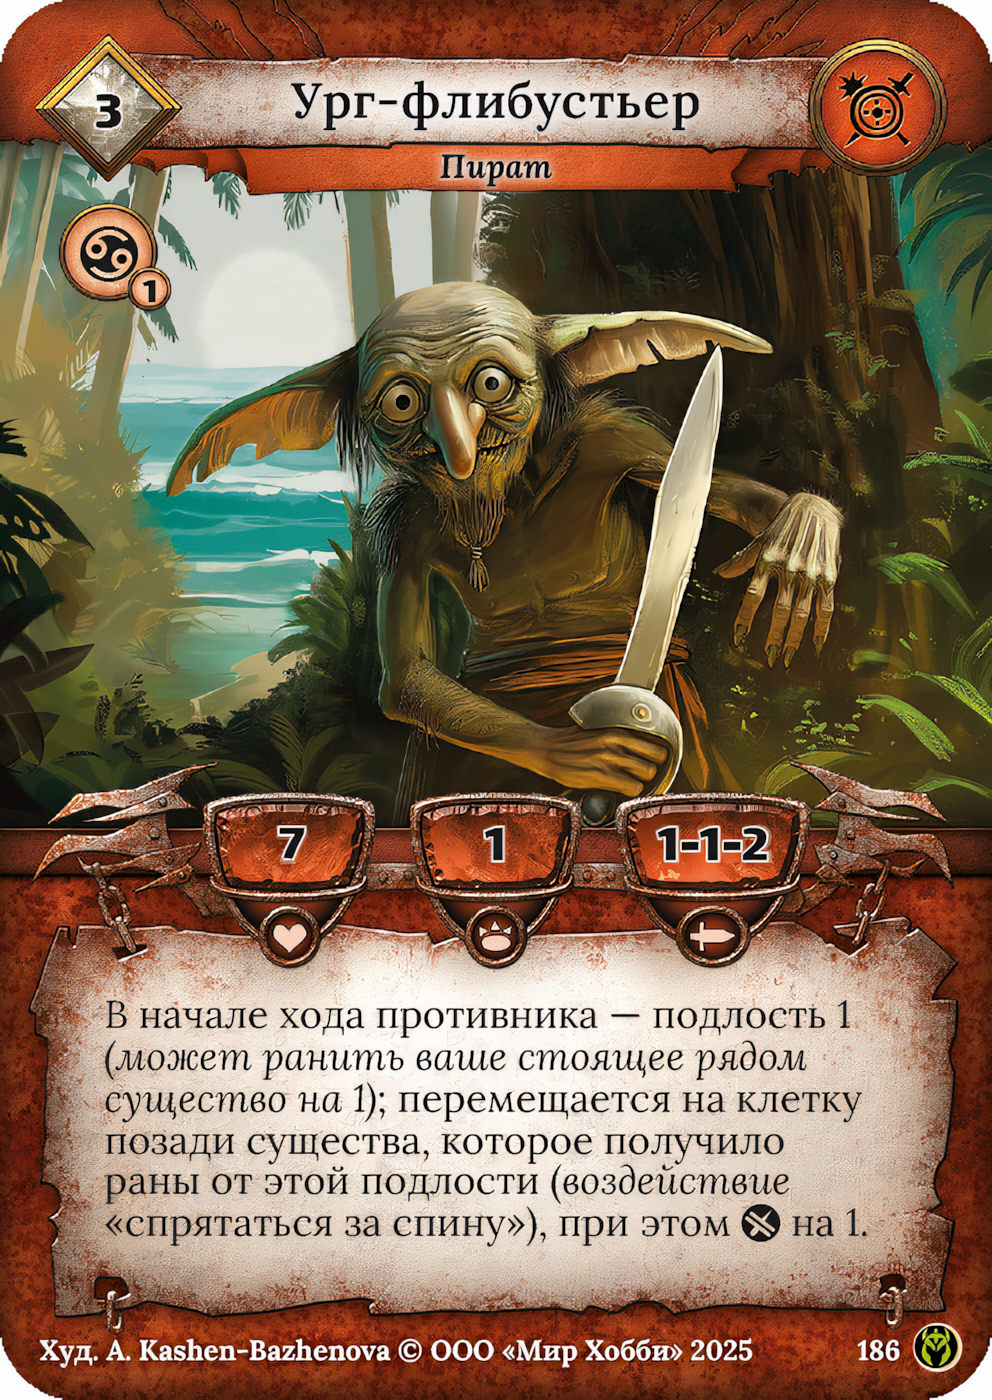 3
Ург-флибустьер
Пират
1
7
1
1-1-2
В начале хода противника — подлость 1
(может ранить ваше стоящее рядом
существо на 1); перемещается на клетку
позади существа, которое получило
раны от этой подлости (воздействие
«спрятаться за спину»), при этом на 1.
Худ. А. Kashen-Bazhenova © ООО «Мир Хобби» 2025
186